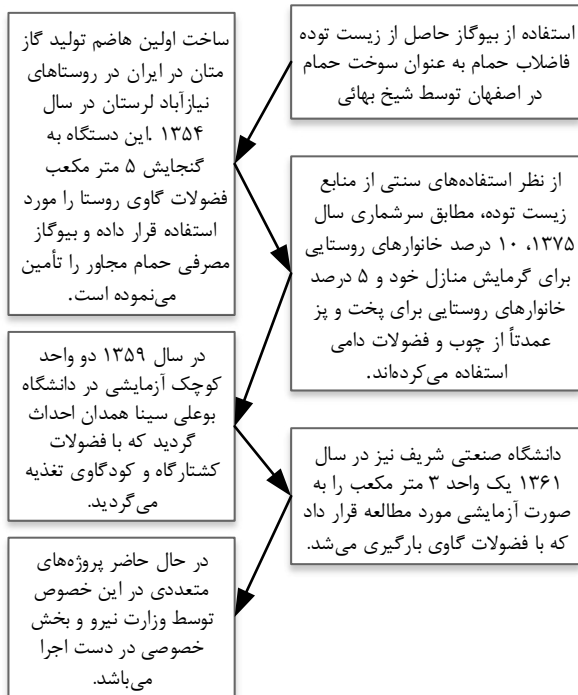 استفاده از بیوگاز حاصل از زیست توده
فاضلاب حمام به عنوان سوخت حمام
در اصفهان توسط شیخ بهائی
ساخت اولین هاضم تولید گاز
متان در ایران در روستاهای
نیازآباد لرستان در سال
۱۳۵۴ .این دستگاه به
گنجایش ۵ متر مکعب
فضولات گاوی روستا را مورد
استفاده قرار داده و بیوگاز
مصرفی حمام مجاور را تأمین
می‌نموده است.
از نظر استفاده‌های سنتی از منابع
زیست توده، مطابق سرشماری سال
۱۳۷۵، ۱۰ درصد خانوارهای روستایی
برای گرمایش منازل خود و ۵ درصد
خانوارهای روستایی برای پخت و پز
عمدتاً از چوب و فضولات دامی
استفاده می‌کرده‌اند.
در سال ۱۳۵۹ دو واحد
کوچک آزمایشی در دانشگاه
بوعلی سینا همدان احداث
گردید که با فضولات
کشتارگاه و کودگاوی تغذیه
می‌گردید.
دانشگاه صنعتی شریف نیز در سال
۱۳۶۱ یک واحد ۳ متر مکعب را به
صورت آزمایشی مورد مطالعه قرار داد
که با فضولات گاوی بارگیری می‌شد.
در حال حاضر پروژه‌های
متعددی در این خصوص
توسط وزارت نیرو و بخش
خصوصی در دست اجرا
می‌باشد.